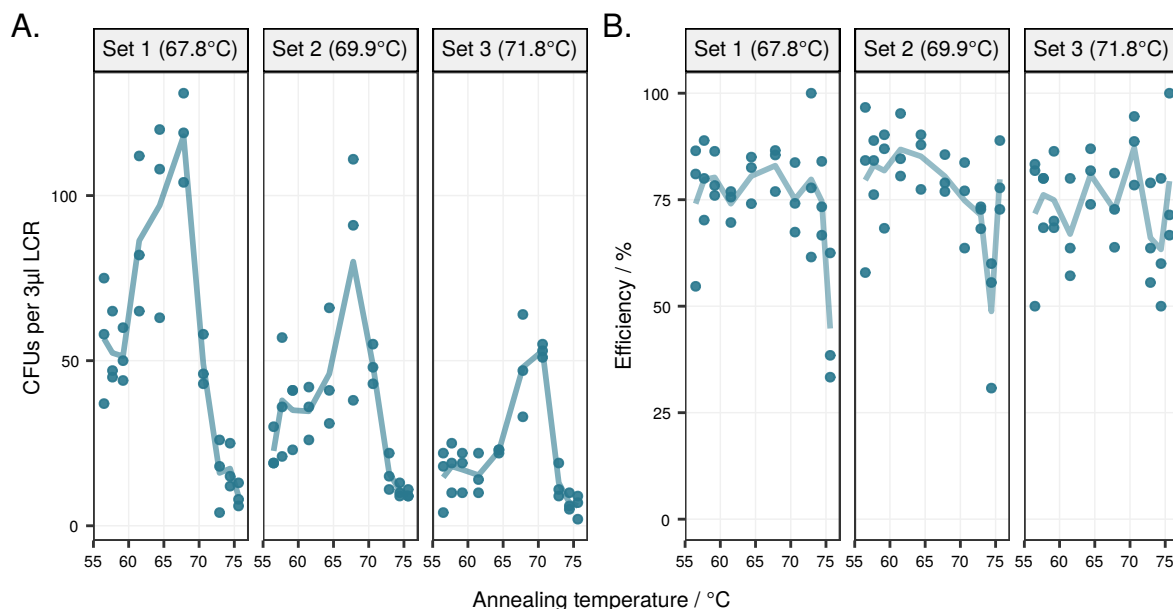 A.
B.
Set 1 (67.8°C) Set 2 (69.9°C) Set 3 (71.8°C)
Set 1 (67.8°C) Set 2 (69.9°C) Set 3 (71.8°C)
CFUs per 3µl LCR
100
50
0
Efficiency / %
100
75
50
25
0
55 60 65 70 75 55 60 65 70 75 55 60 65 70 75
55 60 65 70 75 55 60 65 70 75 55 60 65 70 75
Annealing temperature / °C